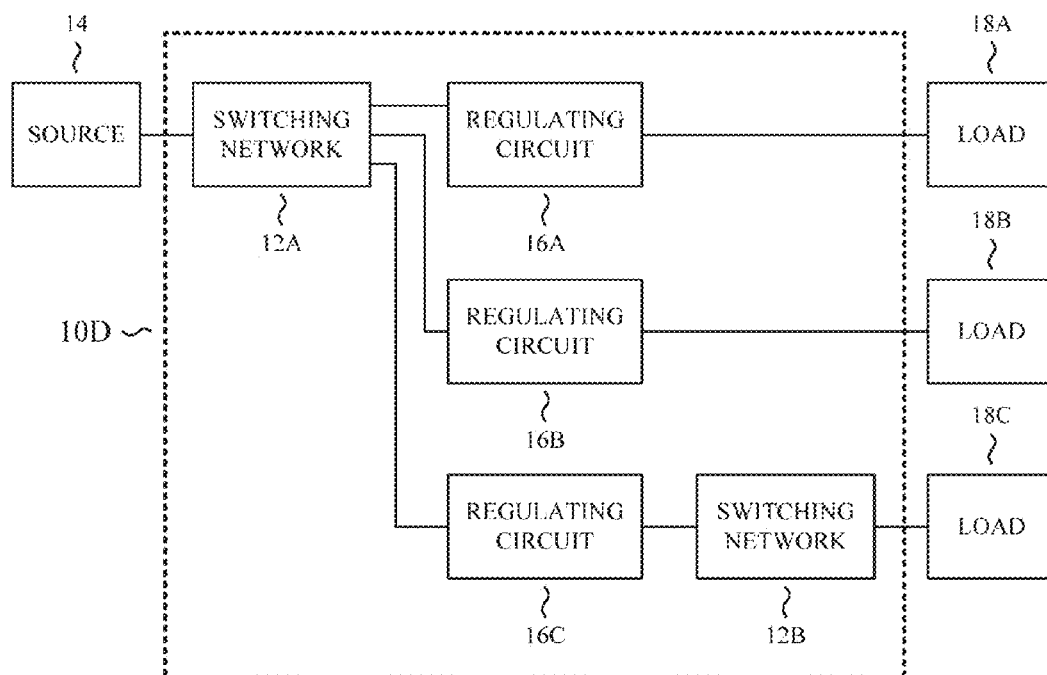 14
18A
SOURCE
SWITCHING
NETWORK
REGULATING
CIRCUIT
LOAD
12A
16A
18B
10D
REGULATING
CIRCUIT
LOAD
16B
18C
REGULATING
CIRCUIT
SWITCHING
NETWORK
LOAD
16C
12B